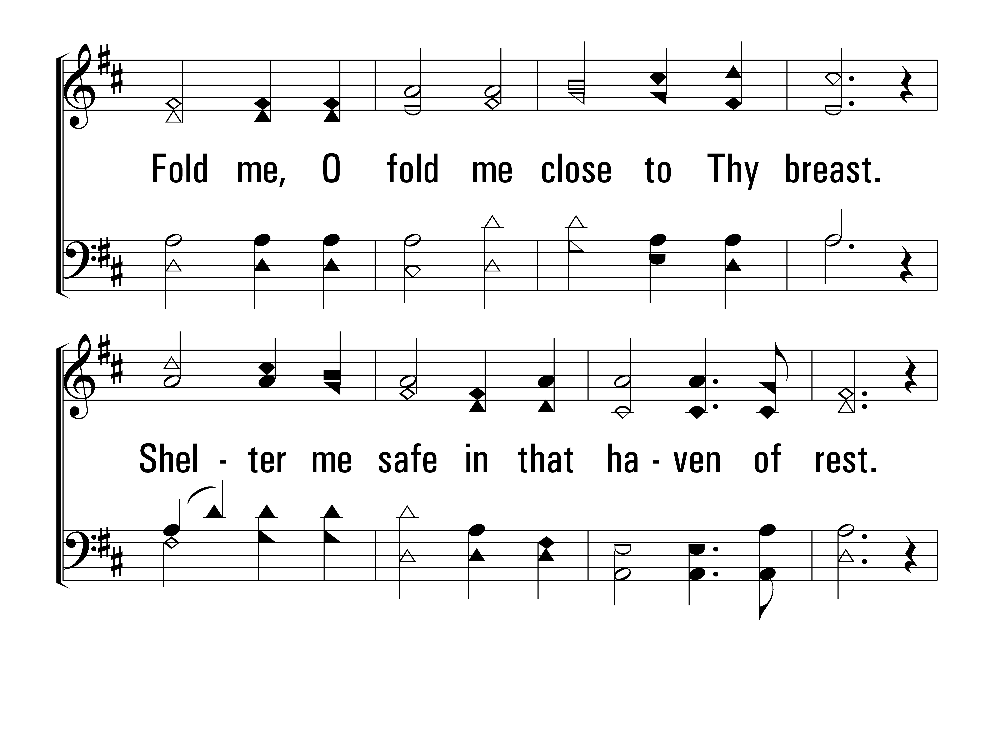 Fold me, O fold me close to Thy breast.
Shel - ter me safe in that ha - ven of rest.